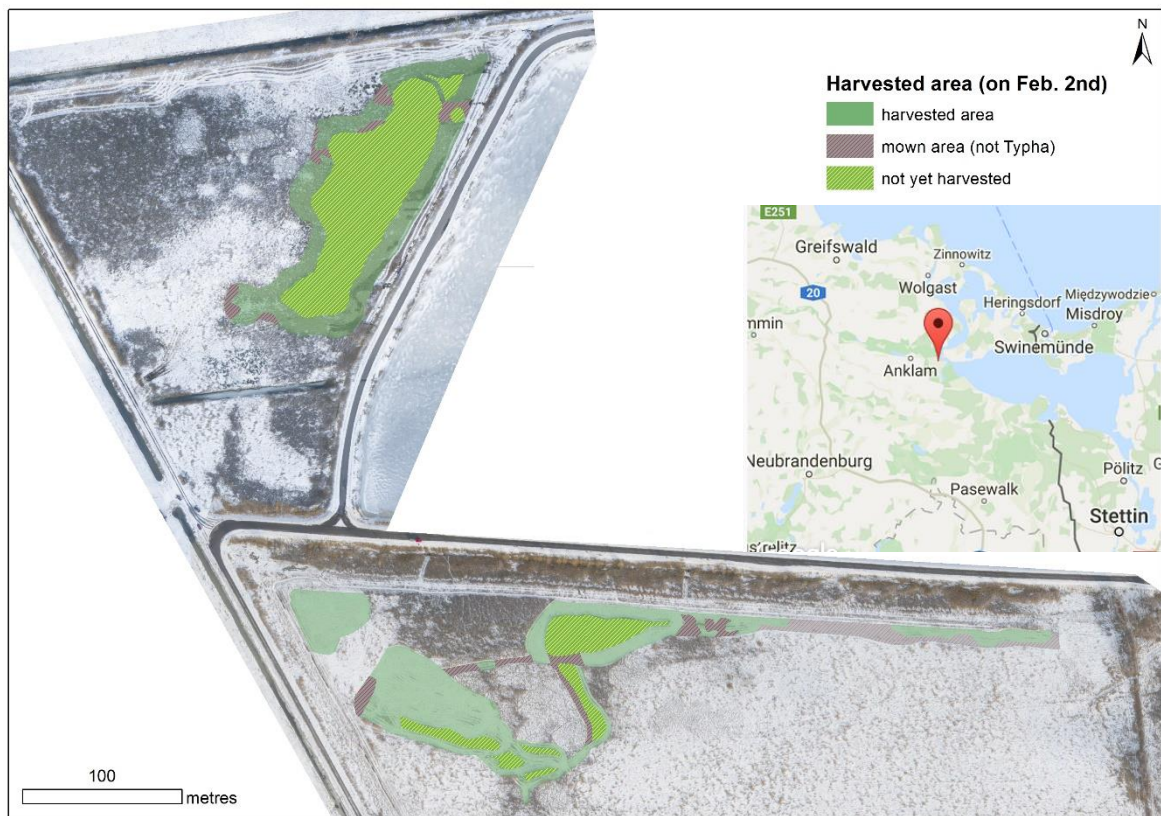 N
Harvested area (on Feb. 2nd)
harvested area
mown area (not Typha)
not yet harvested
E251
Greifswald
Zinnowitz
Wolgast
20
Heringsdorf
Międzywodzie
Misdroy
mmin
Swinemünde
Anklam
Neubrandenburg
Pasewalk
Pölitz
G
Stettin
strelitz
100
metres